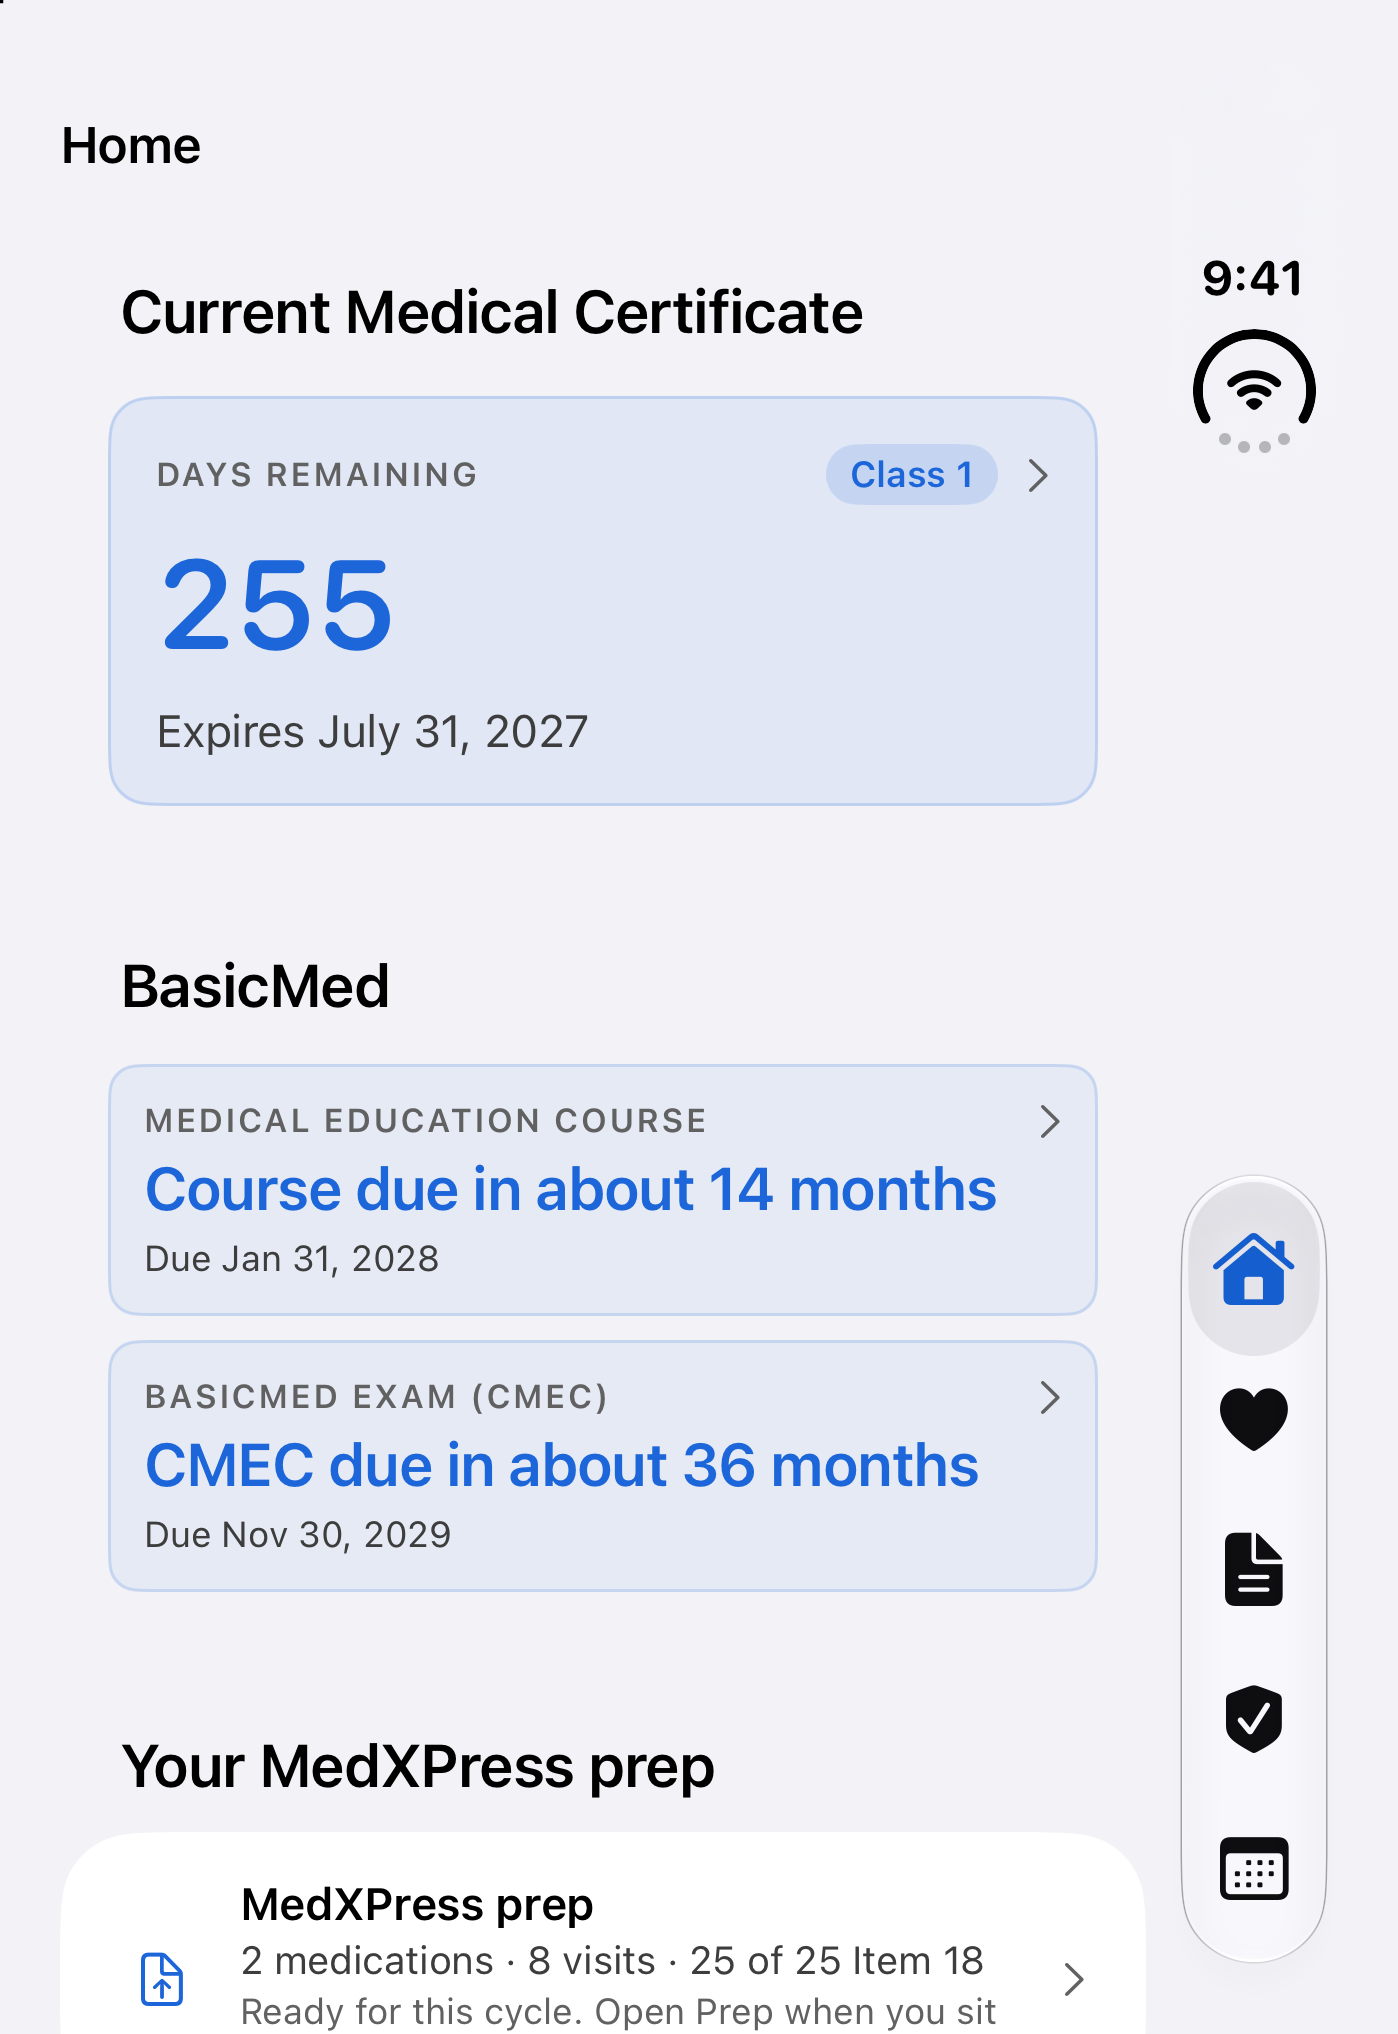 Home
9:41
Current Medical Certificate
DAYS REMAINING
Class 1
255
Expires July 31, 2027
BasicMed
MEDICAL EDUCATION COURSE
Course due in about 14 months
Due Jan 31, 2028
BASICMED EXAM (CMEC)
CMEC due in about 36 months
Due Nov 30, 2029
Your MedXPress prep
MedXPress prep
2 medications · 8 visits · 25 of 25 Item 18
Ready for this cycle. Open Prep when you sit